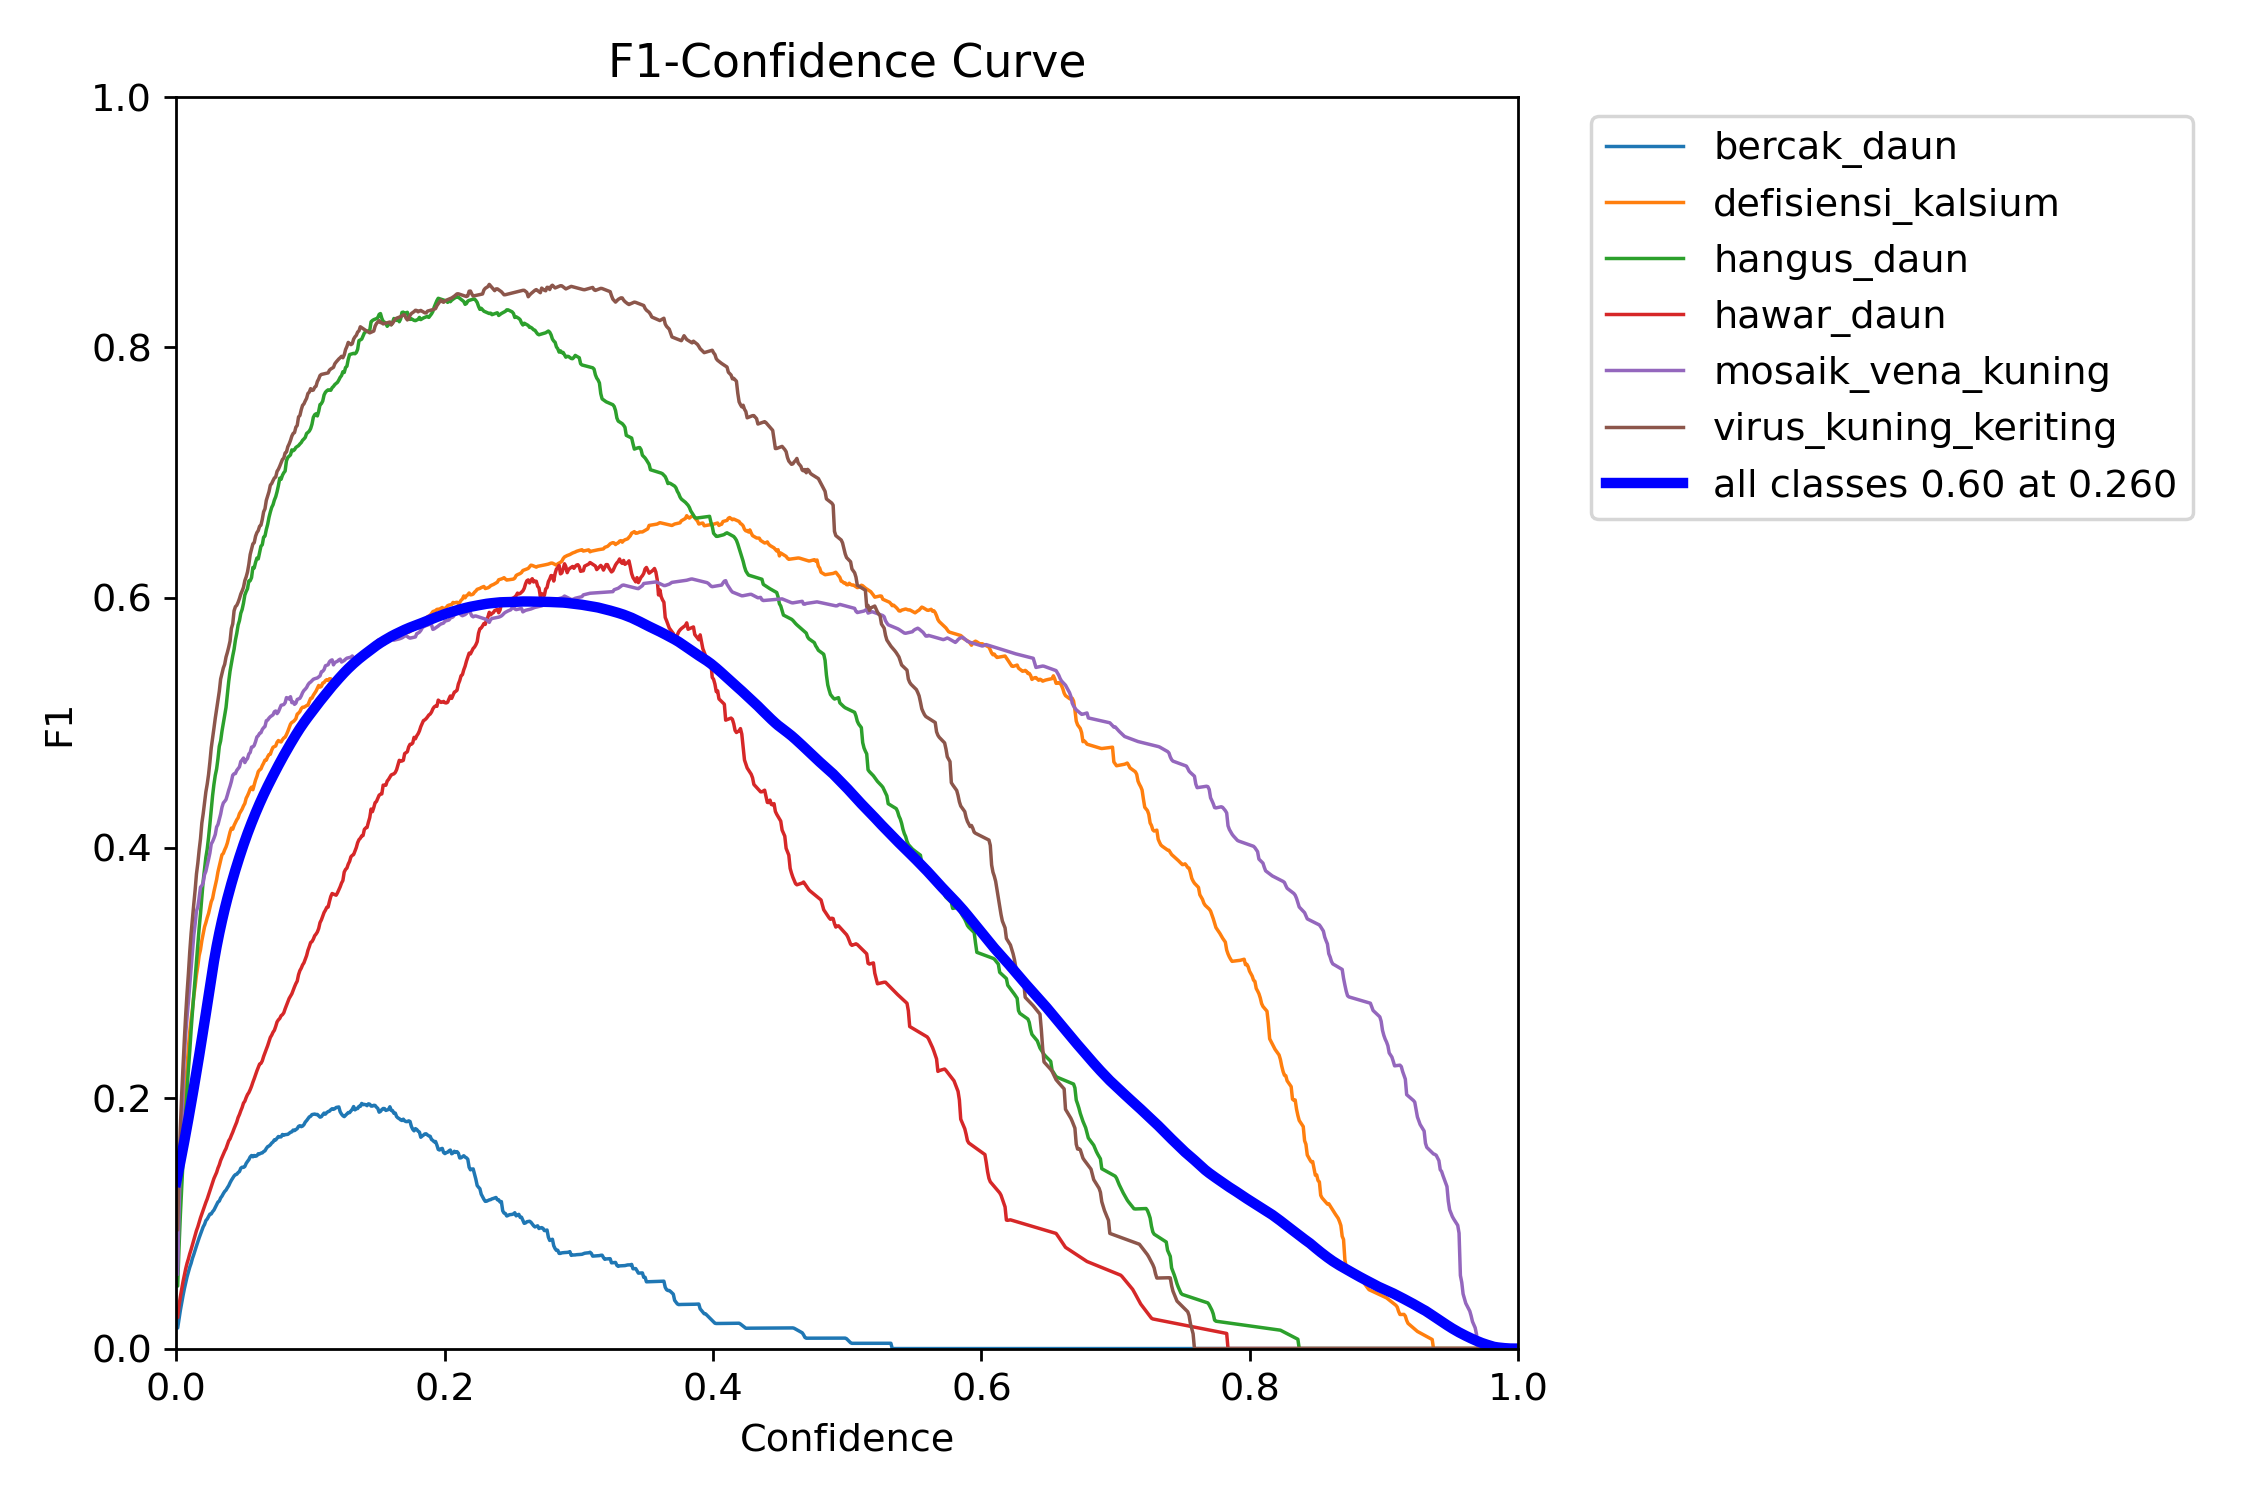 F1-Confidence Curve
1.0
0.8
0.6
0.4
0.2
0.0
F1
0.0 0.2 0.4 0.6 0.8 1.0
Confidence
bercak_daun
defisiensi_kalsium
hangus_daun
hawar_daun
mosaik_vena_kuning
virus_kuning_keriting
all classes 0.60 at 0.260